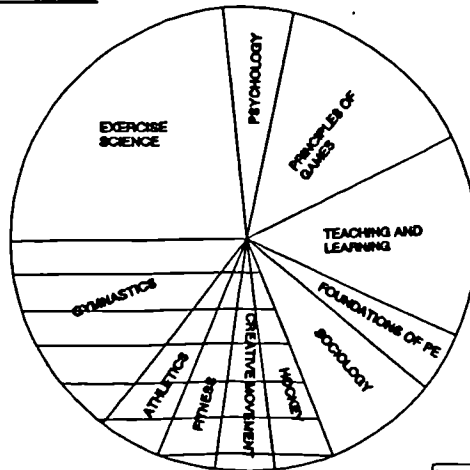 PSYCHOLOGY
EXERCISE
SCIENCE
PRINCIPLES OF
GAMES
TEACHING AND
LEARNING
FOUNDATIONS OF PE
SOCIOLOGY
GYMNASTICS
ATHLETICS
FITNESS
CREATIVE MOVEMENT
HOCKEY